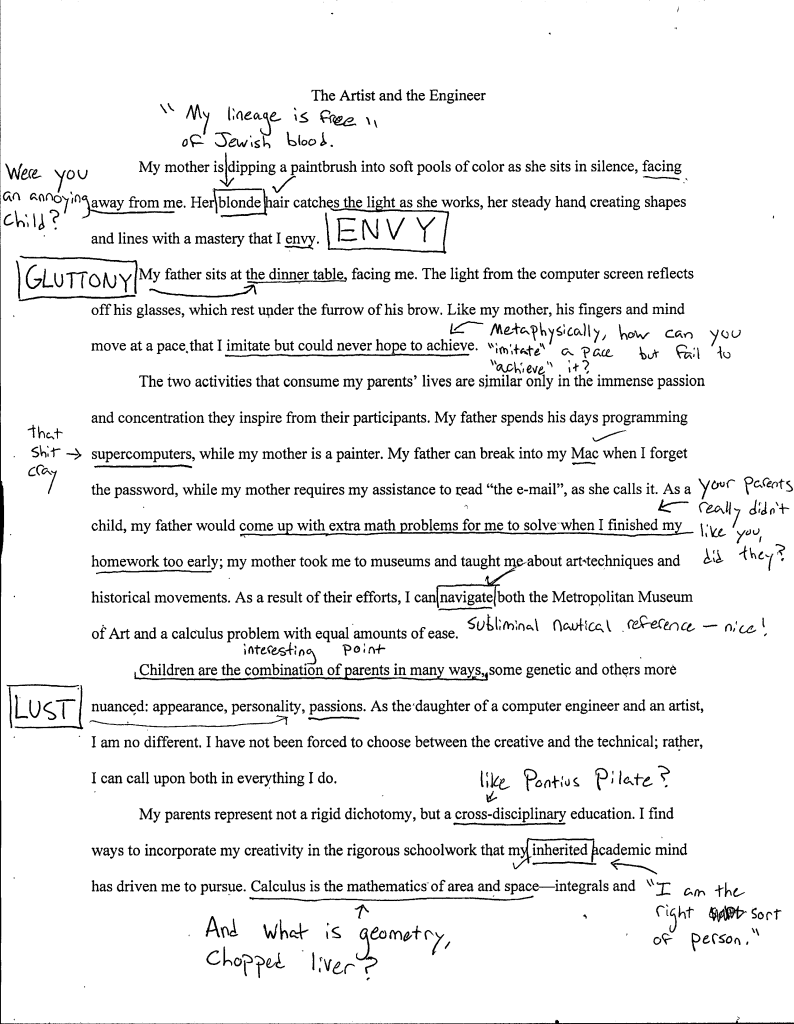 The Artist and the Engineer
" My lineage is free "
of Jewish blood.
My mother is dipping a paintbrush into soft pools of color as she sits in silence, facing
Were you
an annoying
child?
away from me. Her blonde hair catches the light as she works, her steady hand creating shapes
and lines with a mastery that I envy.
ENVY
GLUTTONY
My father sits at the dinner table, facing me. The light from the computer screen reflects
off his glasses, which rest under the furrow of his brow. Like my mother, his fingers and mind
move at a pace that I imitate but could never hope to achieve.
Metaphysically, how can you
"imitate" a pace but fail to
"achieve" it?
The two activities that consume my parents' lives are similar only in the immense passion
and concentration they inspire from their participants. My father spends his days programming
that
shit →
cray
supercomputers, while my mother is a painter. My father can break into my Mac when I forget
the password, while my mother requires my assistance to read "the e-mail", as she calls it. As a
child, my father would come up with extra math problems for me to solve when I finished my
your parents
really didn't
like you,
did they?
homework too early; my mother took me to museums and taught me about art techniques and
historical movements. As a result of their efforts, I can navigate both the Metropolitan Museum
of Art and a calculus problem with equal amounts of ease.
Subliminal nautical reference — nice!
interesting point
Children are the combination of parents in many ways, some genetic and others more
LUST
nuanced: appearance, personality, passions. As the daughter of a computer engineer and an artist,
I am no different. I have not been forced to choose between the creative and the technical; rather,
I can call upon both in everything I do.
like Pontius Pilate?
My parents represent not a rigid dichotomy, but a cross-disciplinary education. I find
ways to incorporate my creativity in the rigorous schoolwork that my inherited academic mind
has driven me to pursue. Calculus is the mathematics of area and space—integrals and
"I am the
right sort
of person."
And what is geometry,
Chopped liver?